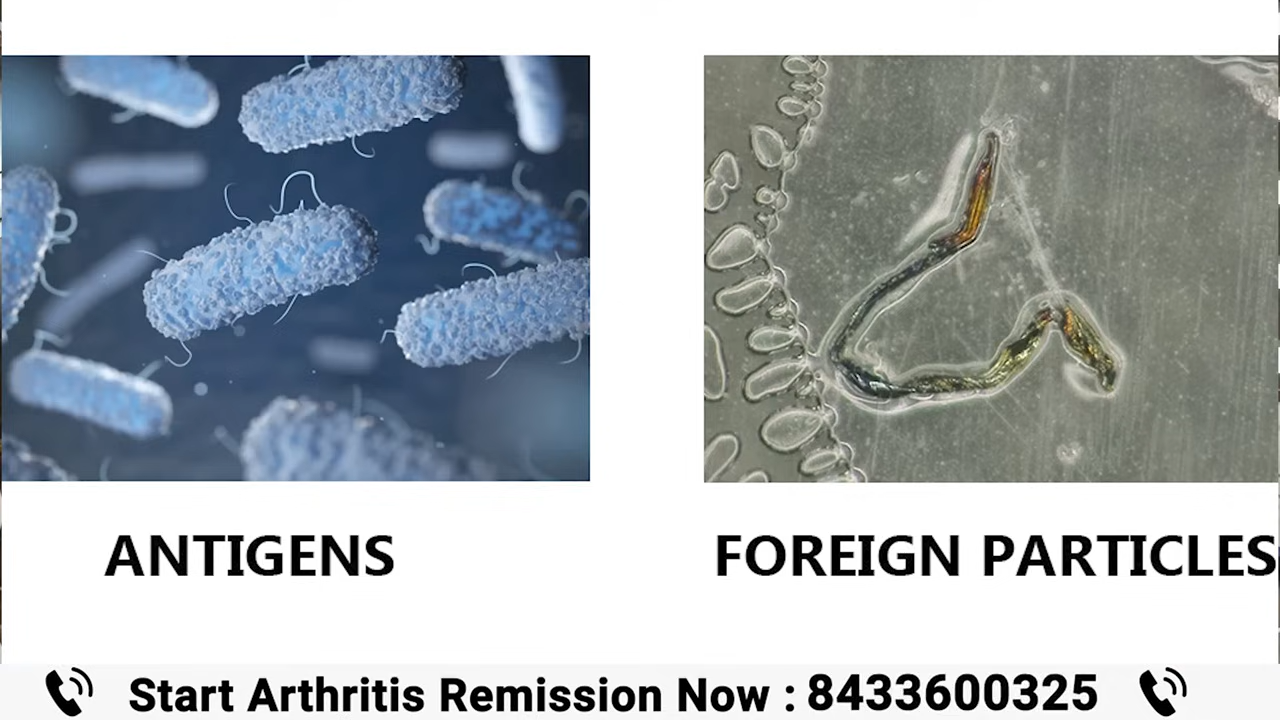 ANTIGENS
FOREIGN PARTICLES
Start Arthritis Remission Now : 8433600325